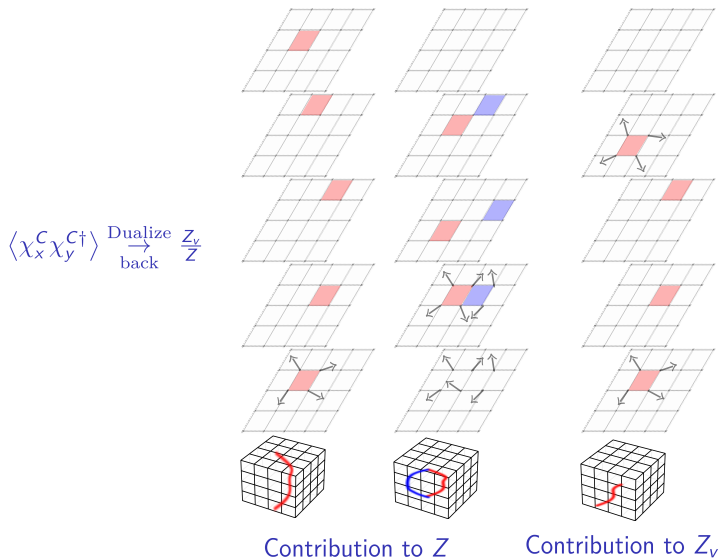 ⟨χ_x^C χ_y^{C†}⟩ Dualize → back Z_v/Z
Contribution to Z
Contribution to Z_v